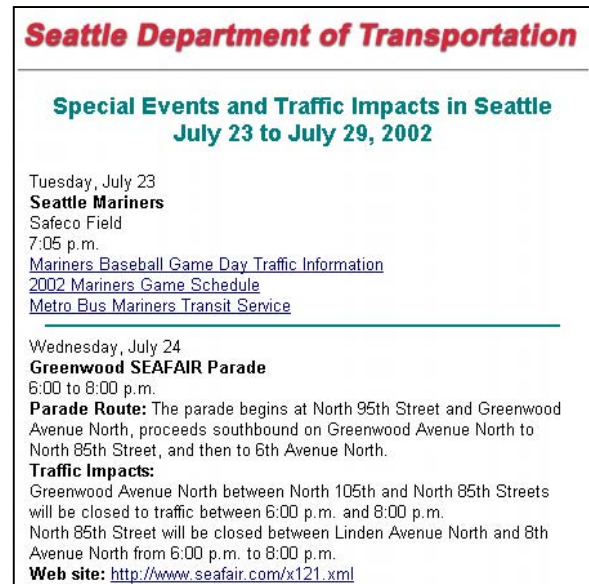 Seattle Department of Transportation
Special Events and Traffic Impacts in Seattle
July 23 to July 29, 2002
Tuesday, July 23
Seattle Mariners
Safeco Field
7:05 p.m.
Mariners Baseball Game Day Traffic Information
2002 Mariners Game Schedule
Metro Bus Mariners Transit Service
Wednesday, July 24
Greenwood SEAFAIR Parade
6:00 to 8:00 p.m.
Parade Route: The parade begins at North 95th Street and Greenwood
Avenue North, proceeds southbound on Greenwood Avenue North to
North 85th Street, and then to 6th Avenue North.
Traffic Impacts:
Greenwood Avenue North between North 105th and North 85th Streets
will be closed to traffic between 6:00 p.m. and 8:00 p.m.
North 85th Street will be closed between Linden Avenue North and 8th
Avenue North from 6:00 p.m. to 8:00 p.m.
Web site: http://www.seafair.com/x121.xml